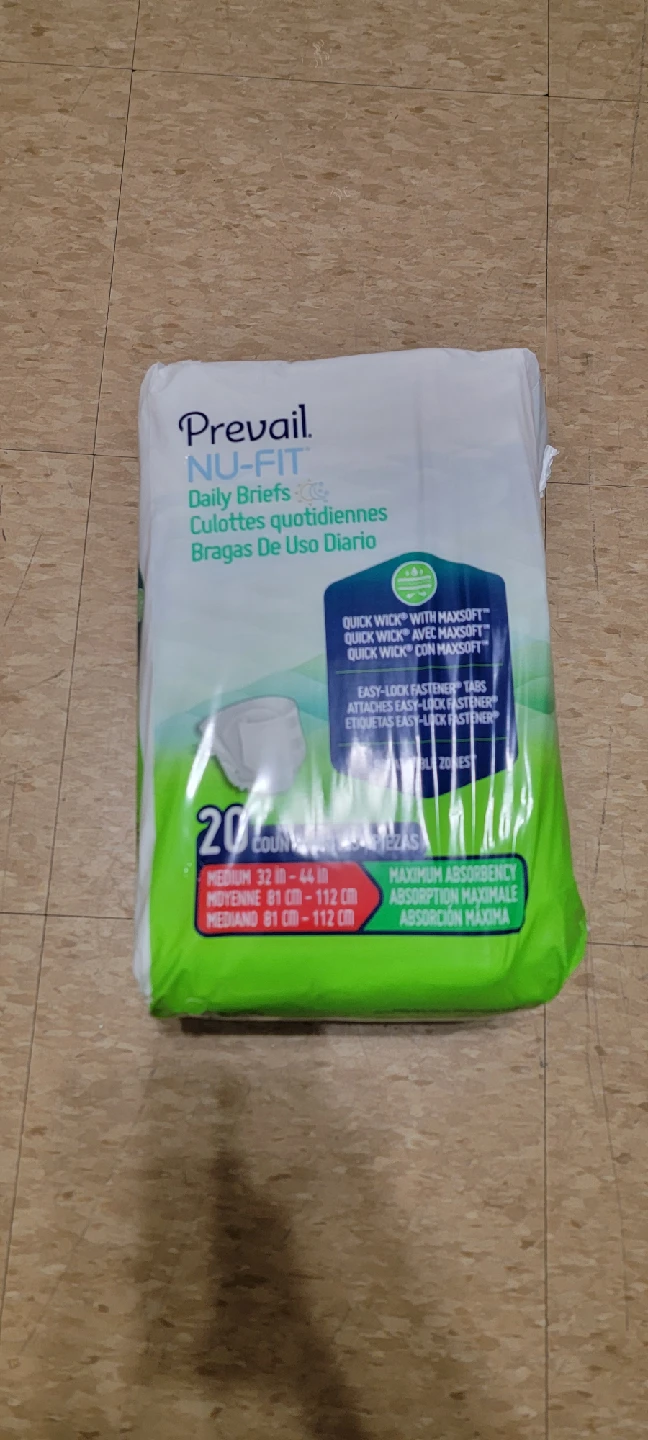 Prevail.
NU-FIT™
Daily Briefs
Culottes quotidiennes
Bragas De Uso Diario
QUICK WICK® WITH MAXSOFT™
QUICK WICK® AVEC MAXSOFT™
QUICK WICK® CON MAXSOFT™
EASY-LOCK FASTENER® TABS
ATTACHES EASY-LOCK FASTENER®
ETIQUETAS EASY-LOCK FASTENER®
ZONES™
20
MEDIUM 32 in - 44 in
MOYENNE 81 CM - 112 CM
MEDIANO 81 CM - 112 CM
MAXIMUM ABSORBENCY
ABSORPTION MAXIMALE
ABSORCIÓN MÁXIMA